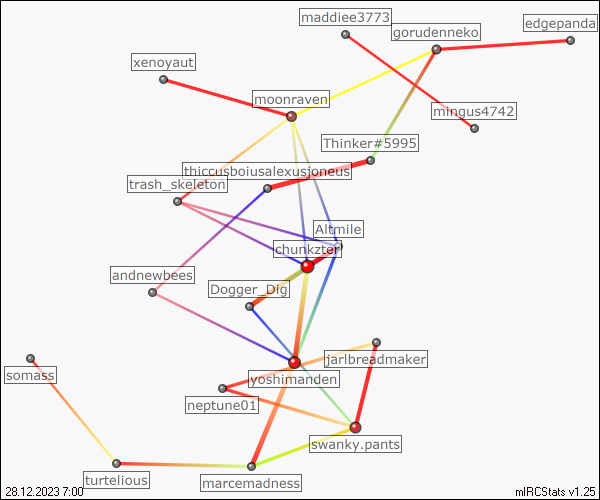 maddiee3773
edgepanda
gorudenneko
xenoyaut
moonraven
mingus4742
Thinker#5995
thiccusboiusalexusjoneus
trash_skeleton
Altmile
chunkzter
andnewbees
Dogger_Dig
jarlbreadmaker
somass
yoshimanden
neptune01
swanky.pants
turtelious
marcemadness
28.12.2023 7:00
mIRCStats v1.25